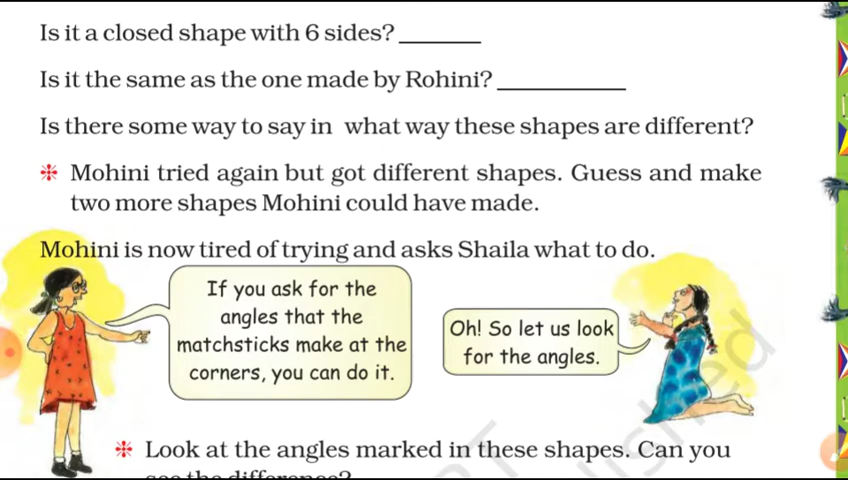 Is it a closed shape with 6 sides? ________
Is it the same as the one made by Rohini? ____________
Is there some way to say in what way these shapes are different?
❉ Mohini tried again but got different shapes. Guess and make
two more shapes Mohini could have made.
Mohini is now tired of trying and asks Shaila what to do.
If you ask for the
angles that the
matchsticks make at the
corners, you can do it.
Oh! So let us look
for the angles.
❉ Look at the angles marked in these shapes. Can you
see the difference?